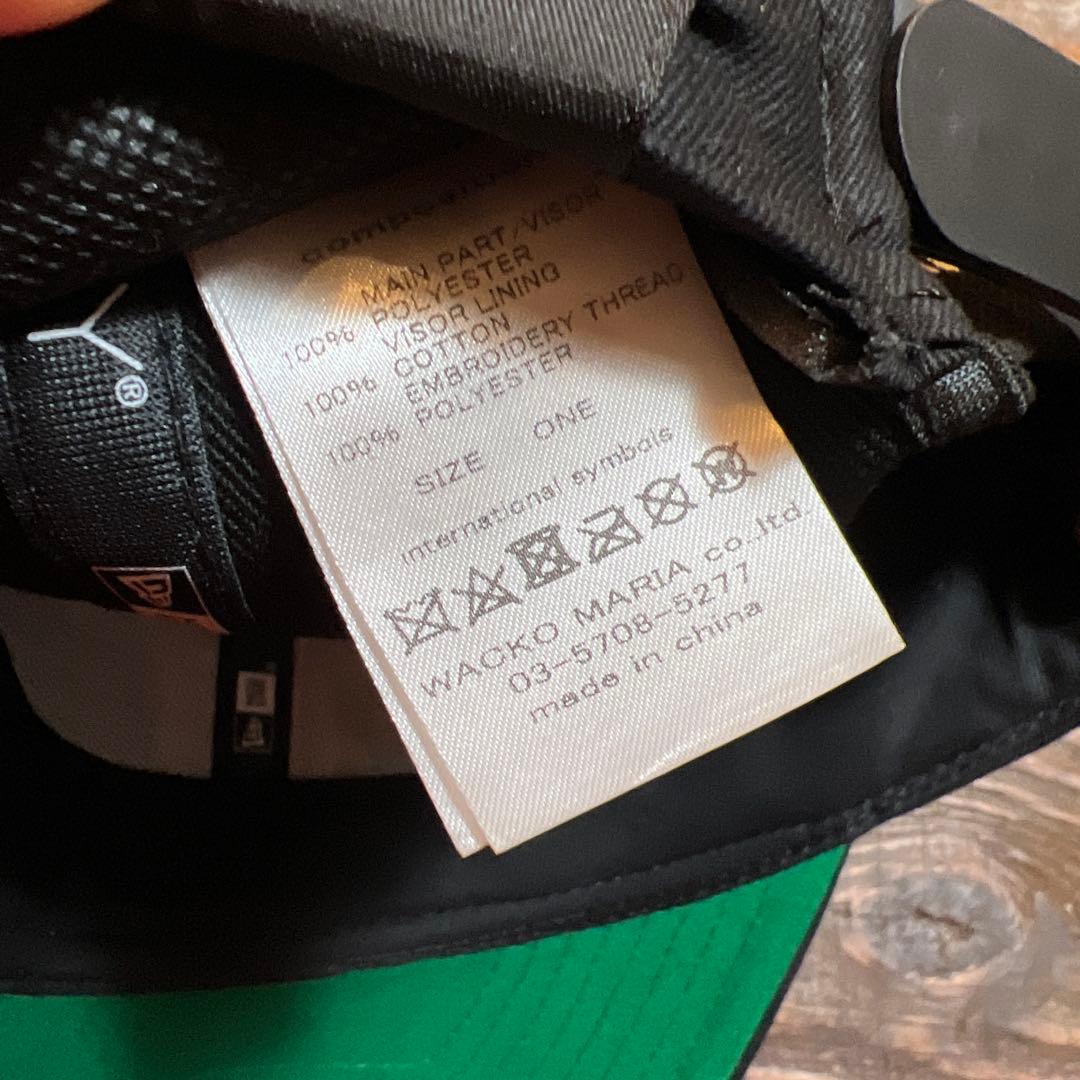 MAIN PART/VISOR
100% POLYESTER
VISOR LINING
100% COTTON
EMBROIDERY THREAD
100% POLYESTER
SIZE ONE
international symbols
WACKO MARIA co.,ltd.
03-5708-5277
made in china
®